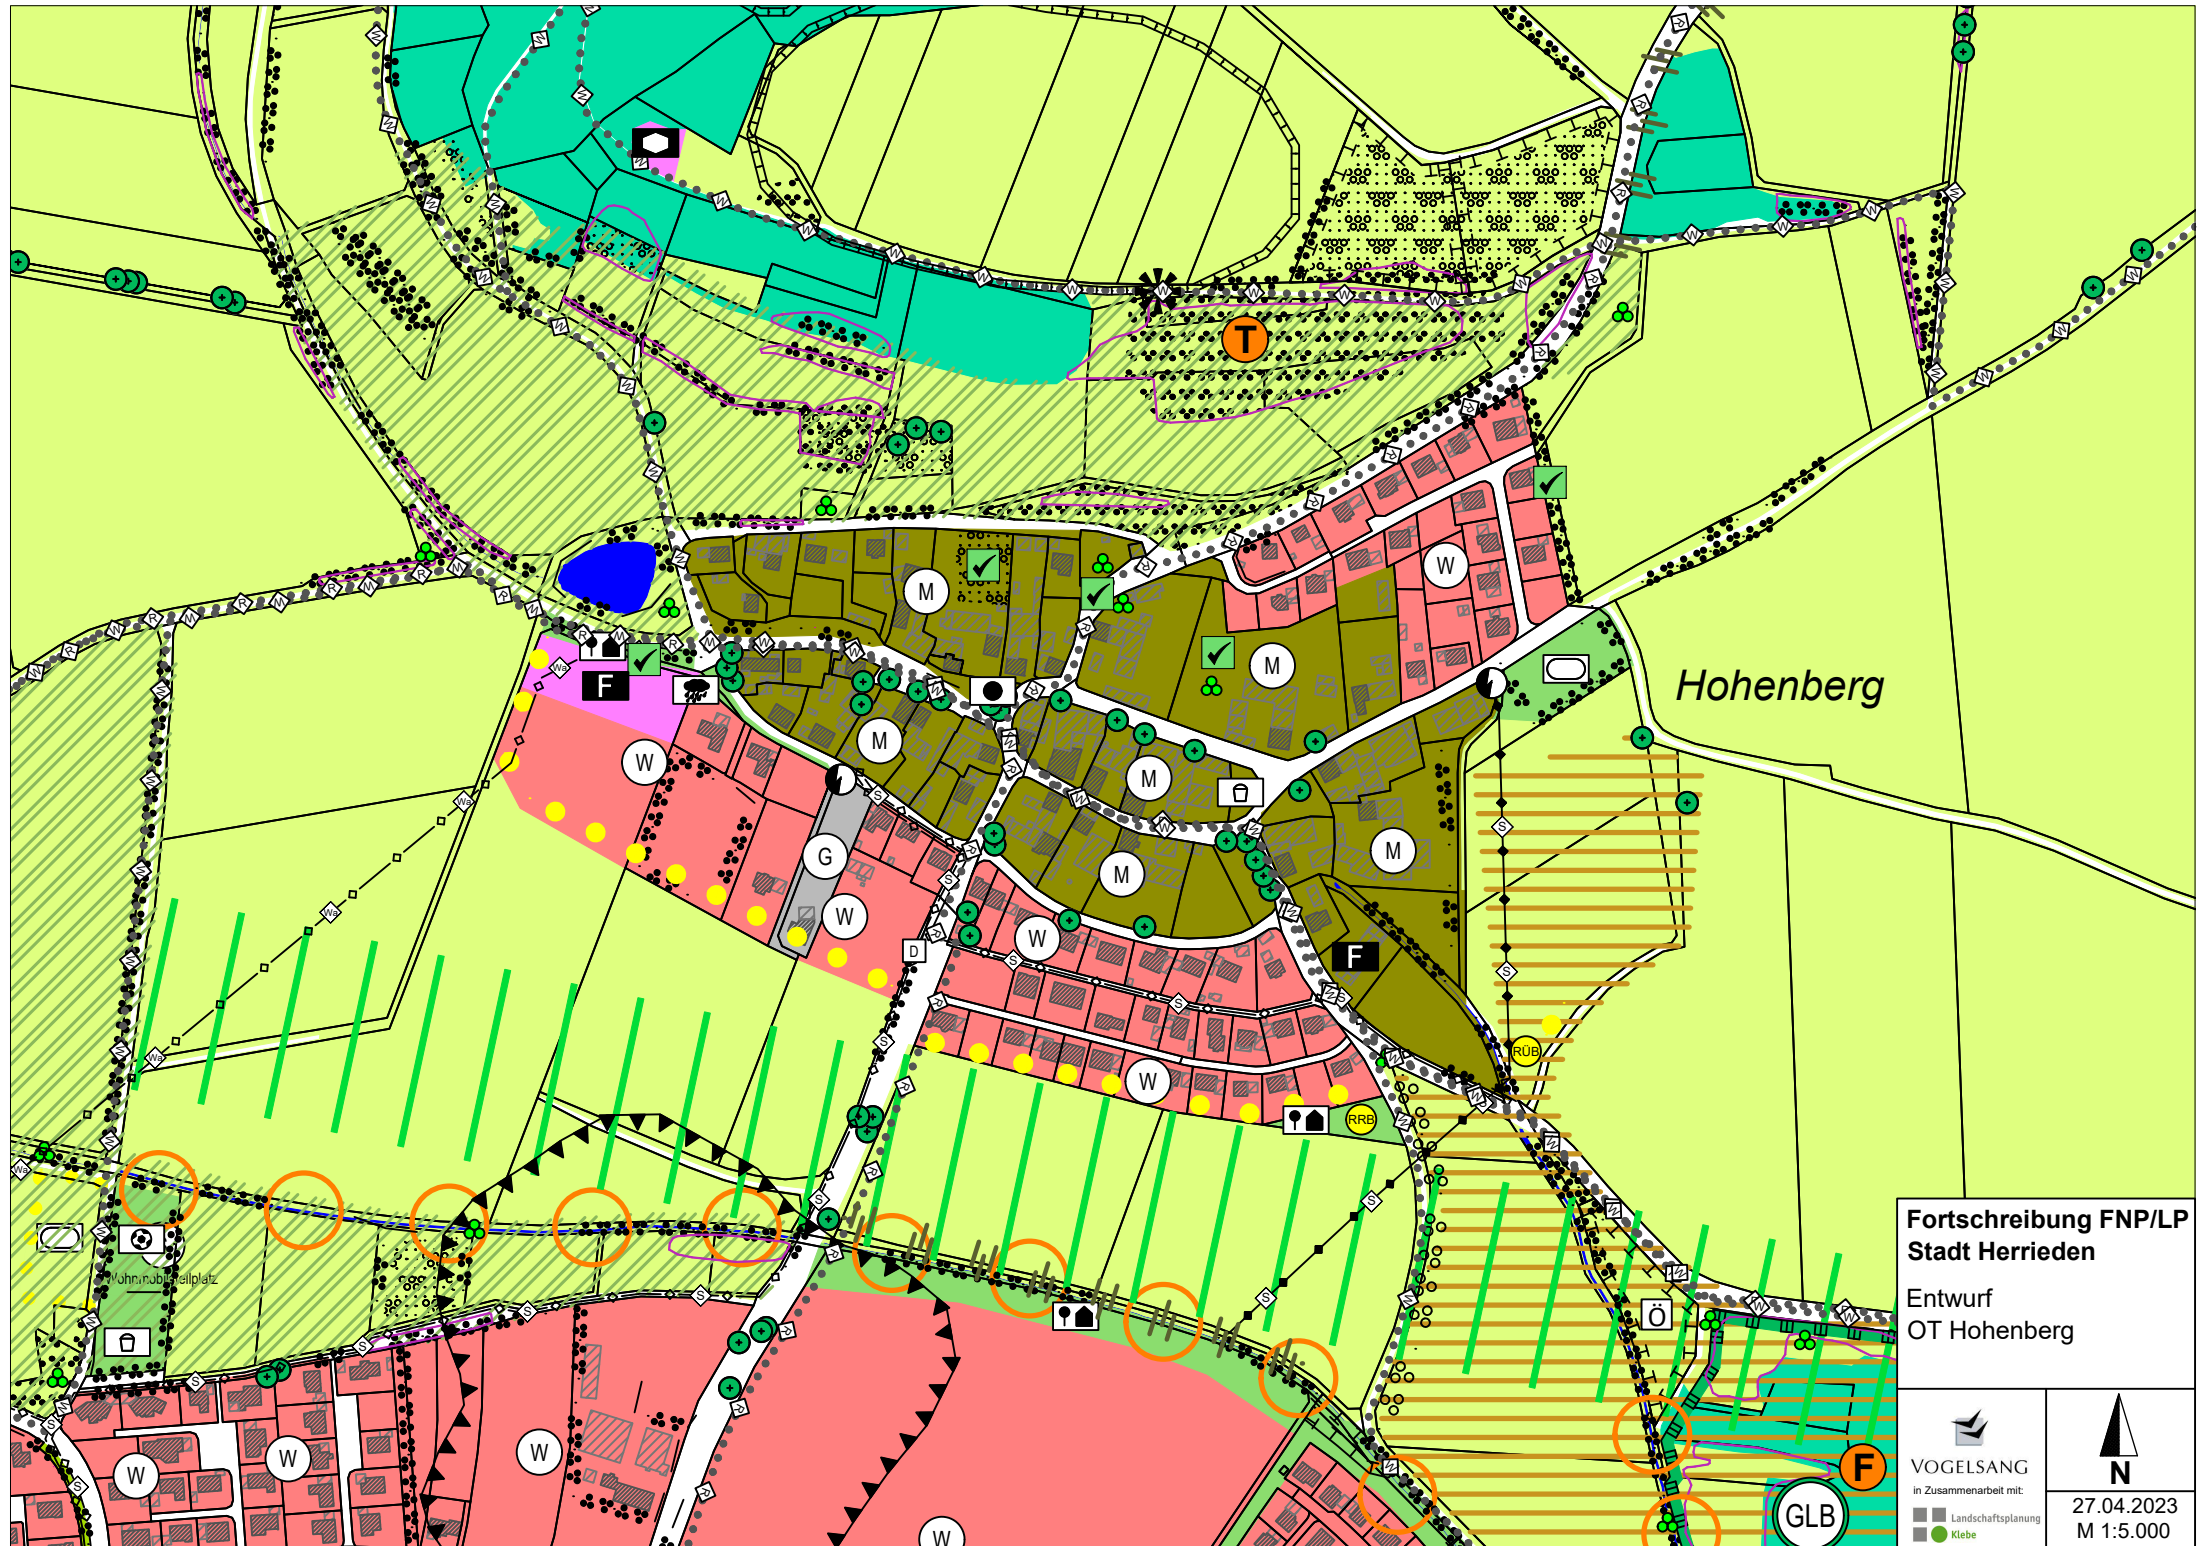 T
W
M
M
F
Hohenberg
M
W
M
G
M
M
W
W
D
F
RÜB
W
RRB
Wohnmobilstellplatz
Ö
W
W
W
W
GLB
F
Fortschreibung FNP/LP
Stadt Herrieden
Entwurf
OT Hohenberg
VOGELSANG
in Zusammenarbeit mit:
Landschaftsplanung
Klebe
N
27.04.2023
M 1:5.000